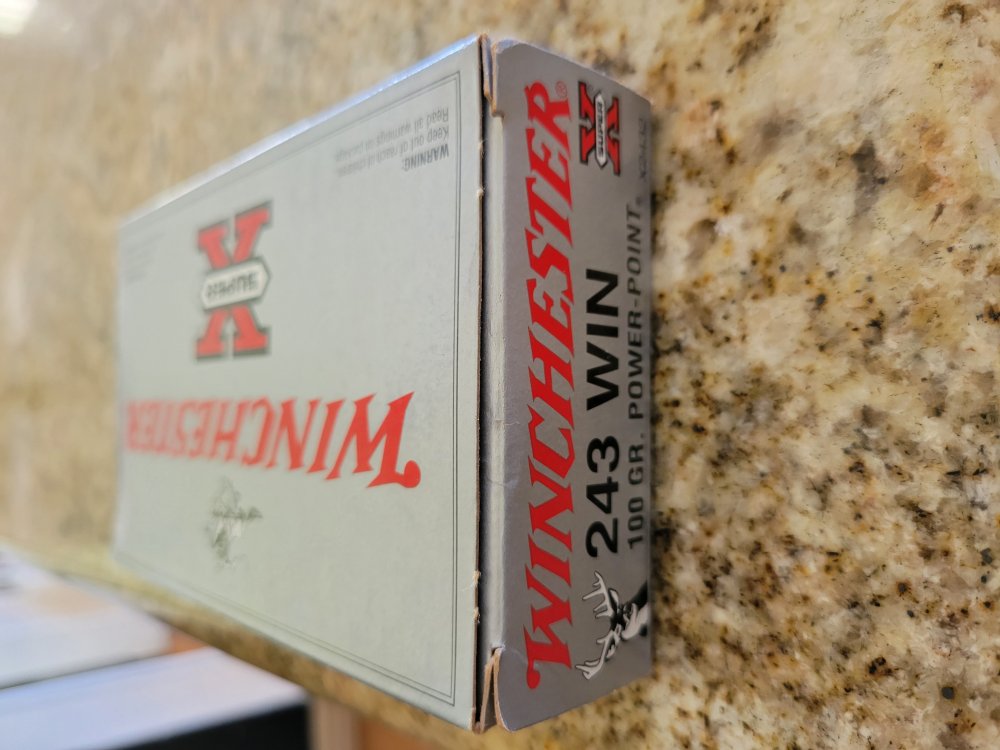 WINCHESTER®
SUPER X
243 WIN
100 GR. POWER-POINT®
X2432
WINCHESTER
SUPER X
WARNING:
Keep out of reach of children.
Read all warnings on package.